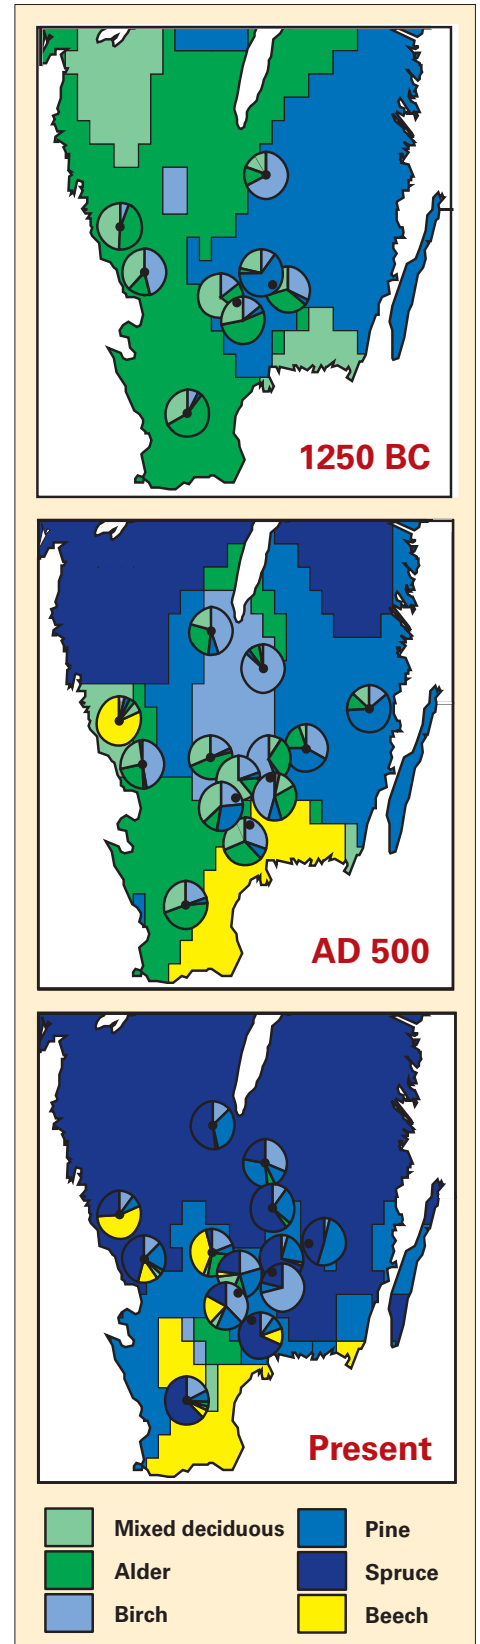 1250 BC
AD 500
Present
Mixed deciduous
Pine
Alder
Spruce
Birch
Beech